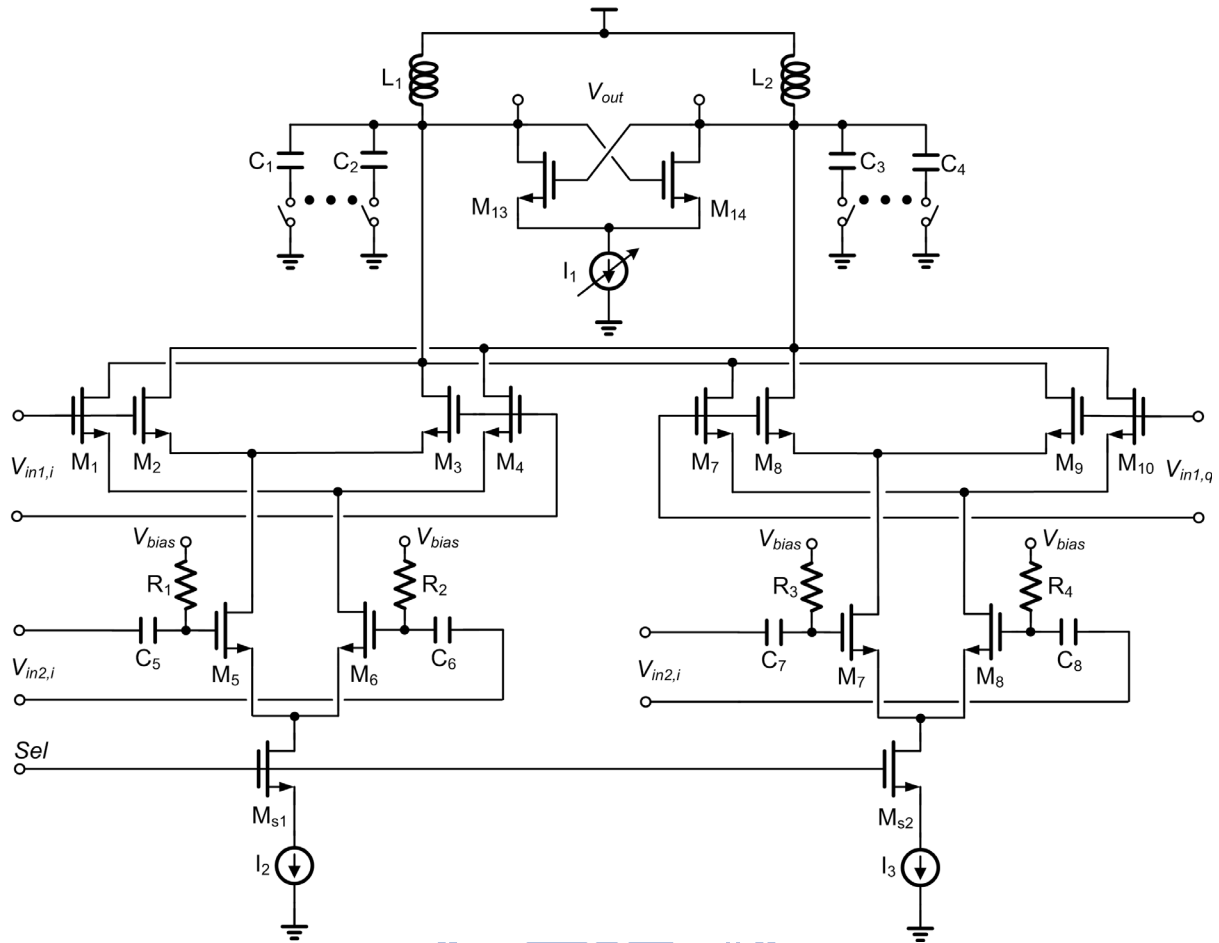 L1
L2
Vout
C1
C2
C3
C4
M13
M14
I1
M1
M2
M3
M4
M7
M8
M9
M10
Vin1,i
Vin1,q
Vbias
Vbias
Vbias
Vbias
R1
R2
R3
R4
C5
C6
C7
C8
Vin2,i
M5
M6
Vin2,i
M7
M8
Sel
Ms1
Ms2
I2
I3